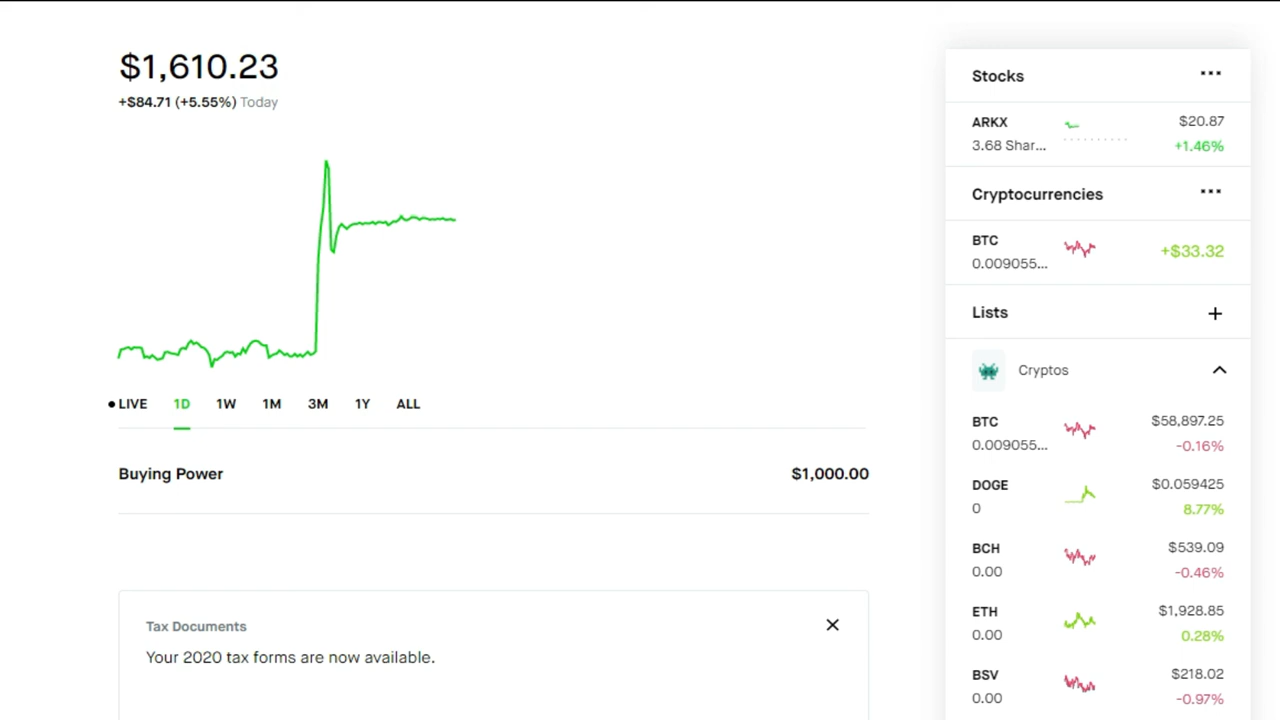 $1,610.23
+$84.71 (+5.55%) Today
LIVE 1D 1W 1M 3M 1Y ALL
Buying Power $1,000.00
Tax Documents
Your 2020 tax forms are now available.
Stocks
ARKX $20.87
3.68 Shar... +1.46%
Cryptocurrencies
BTC +$33.32
0.009055...
Lists
Cryptos
BTC $58,897.25
0.009055... -0.16%
DOGE $0.059425
0 8.77%
BCH $539.09
0.00 -0.46%
ETH $1,928.85
0.00 0.28%
BSV $218.02
0.00 -0.97%